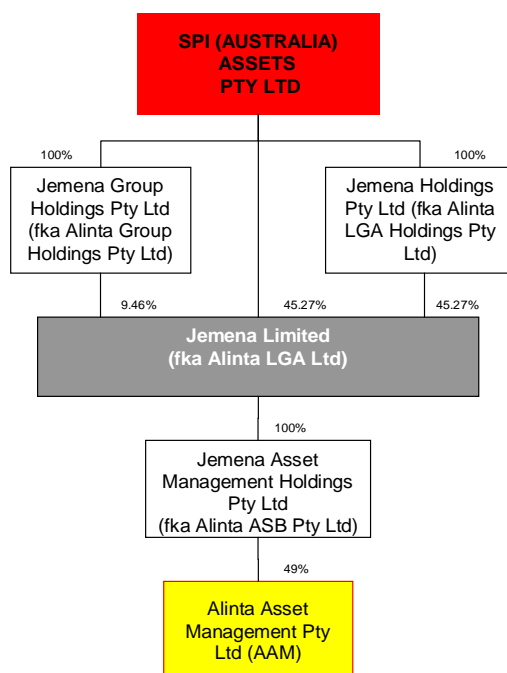 SPI (AUSTRALIA)
ASSETS
PTY LTD
100%
100%
Jemena Group
Holdings Pty Ltd
(fka Alinta Group
Holdings Pty Ltd)
Jemena Holdings
Pty Ltd (fka Alinta
LGA Holdings Pty
Ltd)
9.46%
45.27%
45.27%
Jemena Limited
(fka Alinta LGA Ltd)
100%
Jemena Asset
Management Holdings
Pty Ltd
(fka Alinta ASB Pty Ltd)
49%
Alinta Asset
Management Pty
Ltd (AAM)